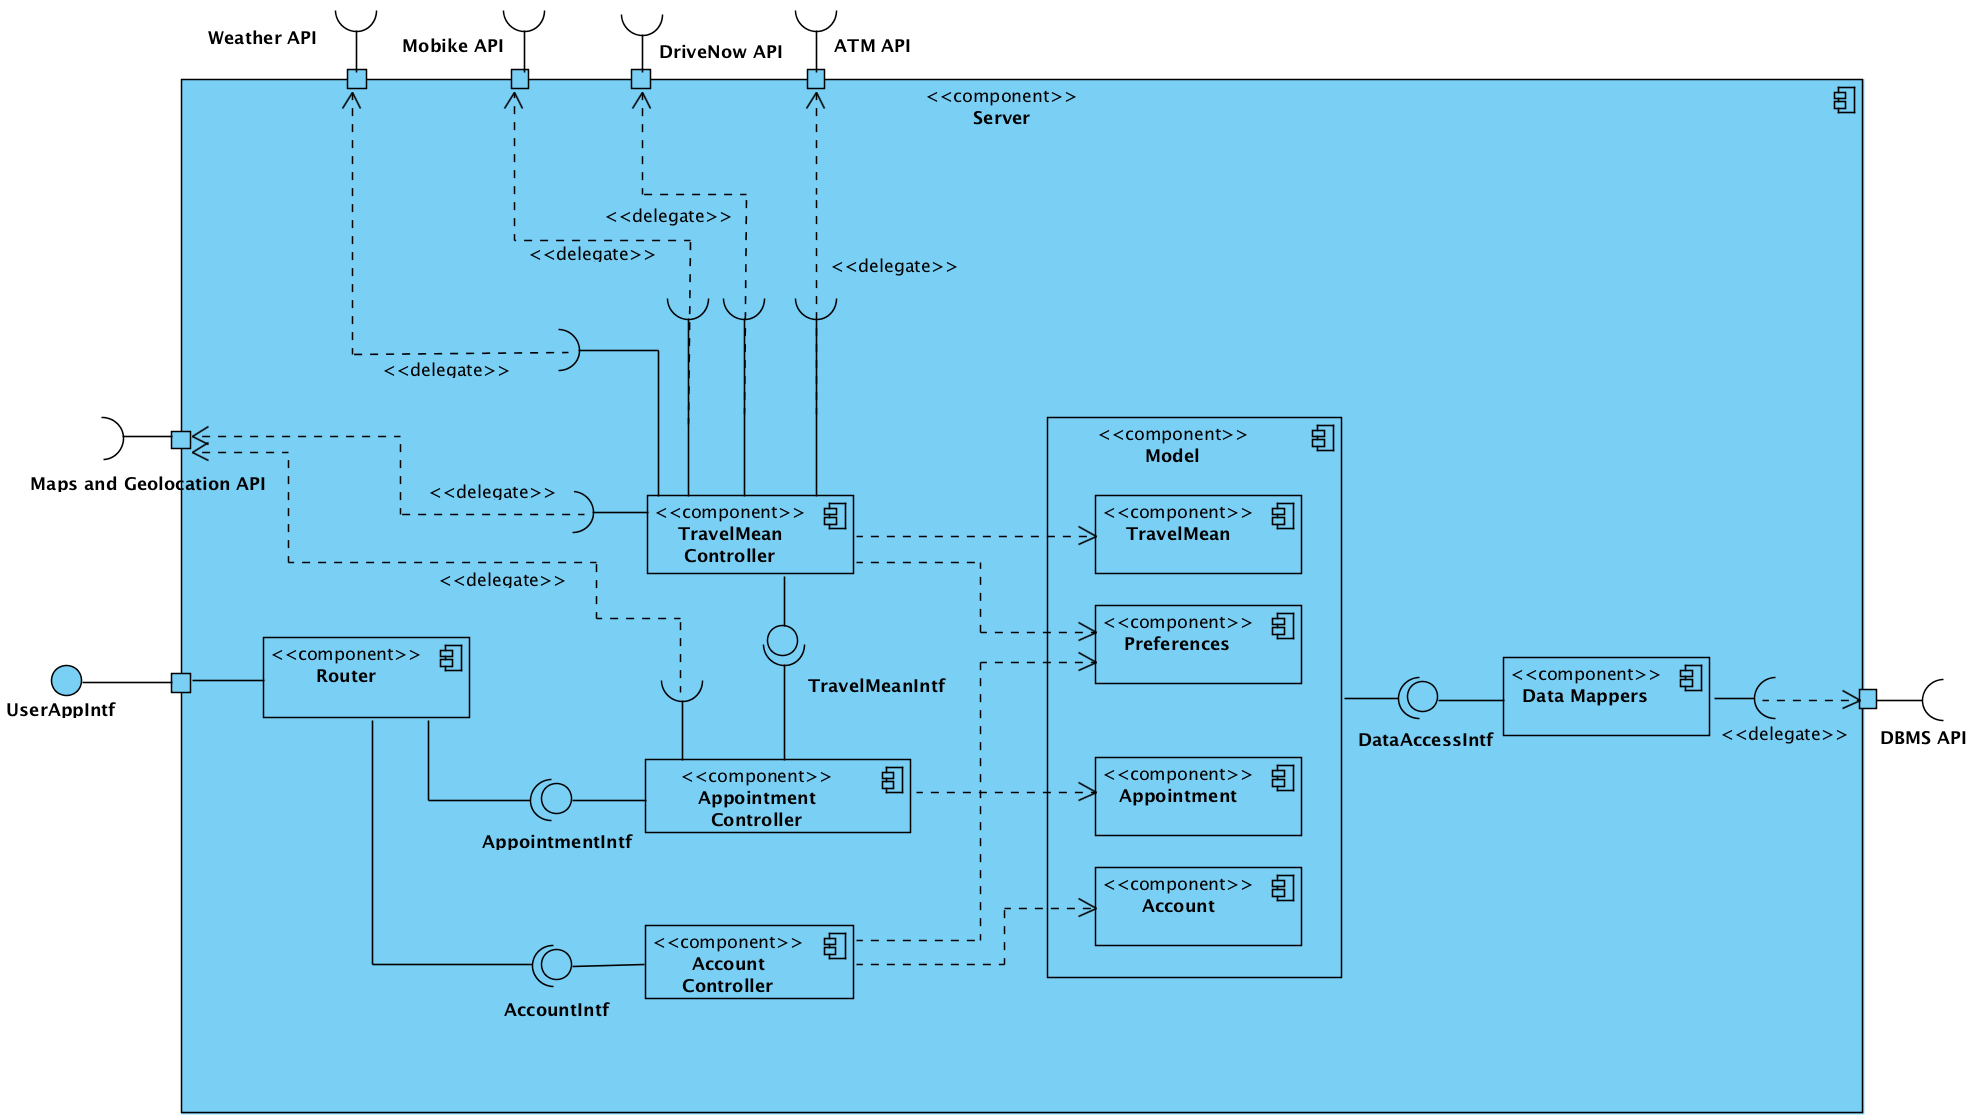 Weather API
Mobike API
DriveNow API
ATM API
<<component>>
Server
<<delegate>>
<<delegate>>
<<delegate>>
<<delegate>>
Maps and Geolocation API
<<delegate>>
<<component>>
TravelMean
Controller
<<delegate>>
<<component>>
Model
<<component>>
TravelMean
<<component>>
Preferences
<<component>>
Router
UserAppIntf
TravelMeanIntf
<<component>>
Data Mappers
DataAccessIntf
<<delegate>>
DBMS API
<<component>>
Appointment
Controller
AppointmentIntf
<<component>>
Appointment
<<component>>
Account
<<component>>
Account
Controller
AccountIntf